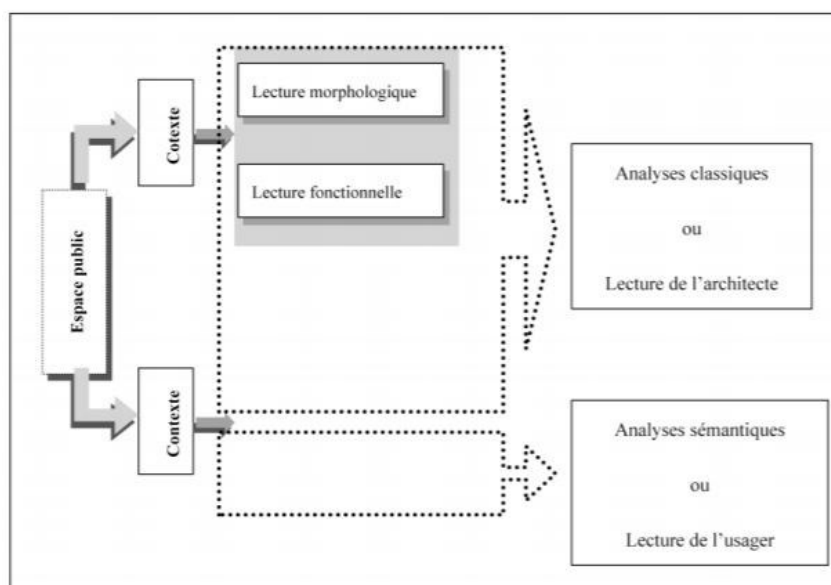 Espace public
Cotexte
Lecture morphologique
Lecture fonctionnelle
Analyses classiques
ou
Lecture de l’architecte
Contexte
Analyses sémantiques
ou
Lecture de l’usager